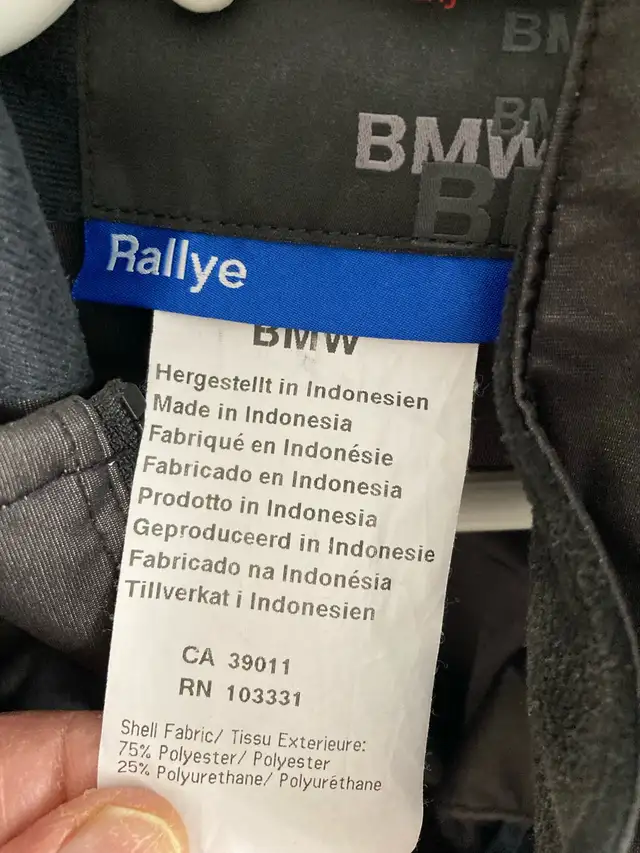 BMW
BMW
Rallye
BMW
Hergestellt in Indonesien
Made in Indonesia
Fabriqué en Indonésie
Fabricado en Indonesia
Prodotto in Indonesia
Geproduceerd in Indonesie
Fabricado na Indonésia
Tillverkat i Indonesien
CA 39011
RN 103331
Shell Fabric/ Tissu Exterieure:
75% Polyester/ Polyester
25% Polyurethane/ Polyuréthane